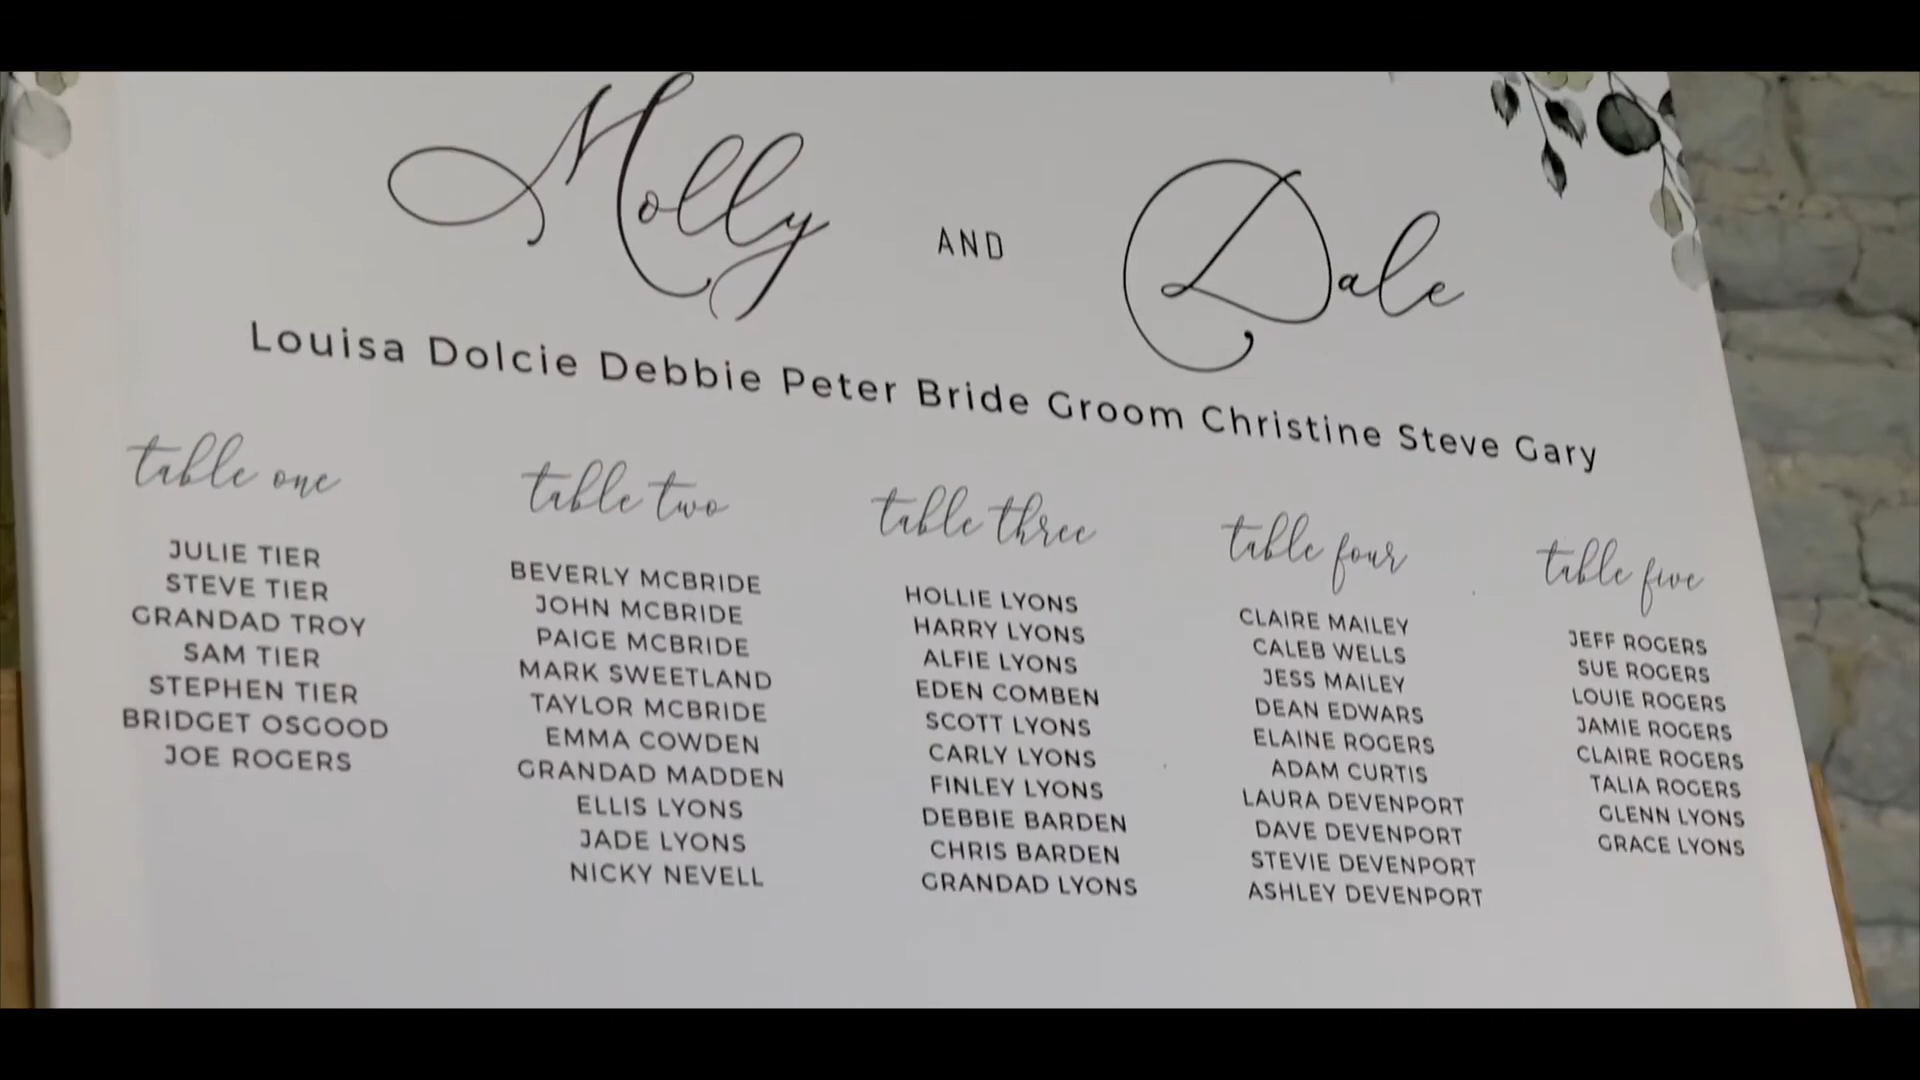 Molly AND Dale
Louisa Dolcie Debbie Peter Bride Groom Christine Steve Gary
table one
JULIE TIER
STEVE TIER
GRANDAD TROY
SAM TIER
STEPHEN TIER
BRIDGET OSGOOD
JOE ROGERS
table two
BEVERLY MCBRIDE
JOHN MCBRIDE
PAIGE MCBRIDE
MARK SWEETLAND
TAYLOR MCBRIDE
EMMA COWDEN
GRANDAD MADDEN
ELLIS LYONS
JADE LYONS
NICKY NEVELL
table three
HOLLIE LYONS
HARRY LYONS
ALFIE LYONS
EDEN COMBEN
SCOTT LYONS
CARLY LYONS
FINLEY LYONS
DEBBIE BARDEN
CHRIS BARDEN
GRANDAD LYONS
table four
CLAIRE MAILEY
CALEB WELLS
JESS MAILEY
DEAN EDWARS
ELAINE ROGERS
ADAM CURTIS
LAURA DEVENPORT
DAVE DEVENPORT
STEVIE DEVENPORT
ASHLEY DEVENPORT
table five
JEFF ROGERS
SUE ROGERS
LOUIE ROGERS
JAMIE ROGERS
CLAIRE ROGERS
TALIA ROGERS
GLENN LYONS
GRACE LYONS